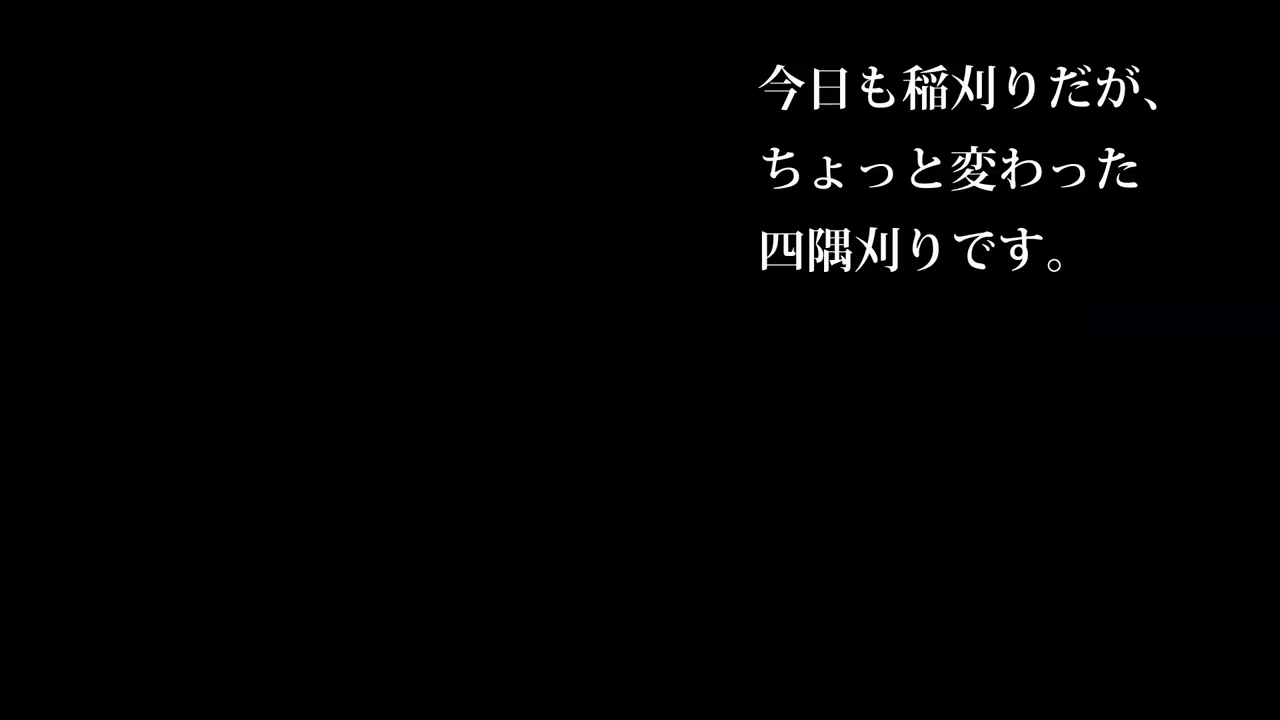 今日も稲刈りだが、
ちょっと変わった
四隅刈りです。